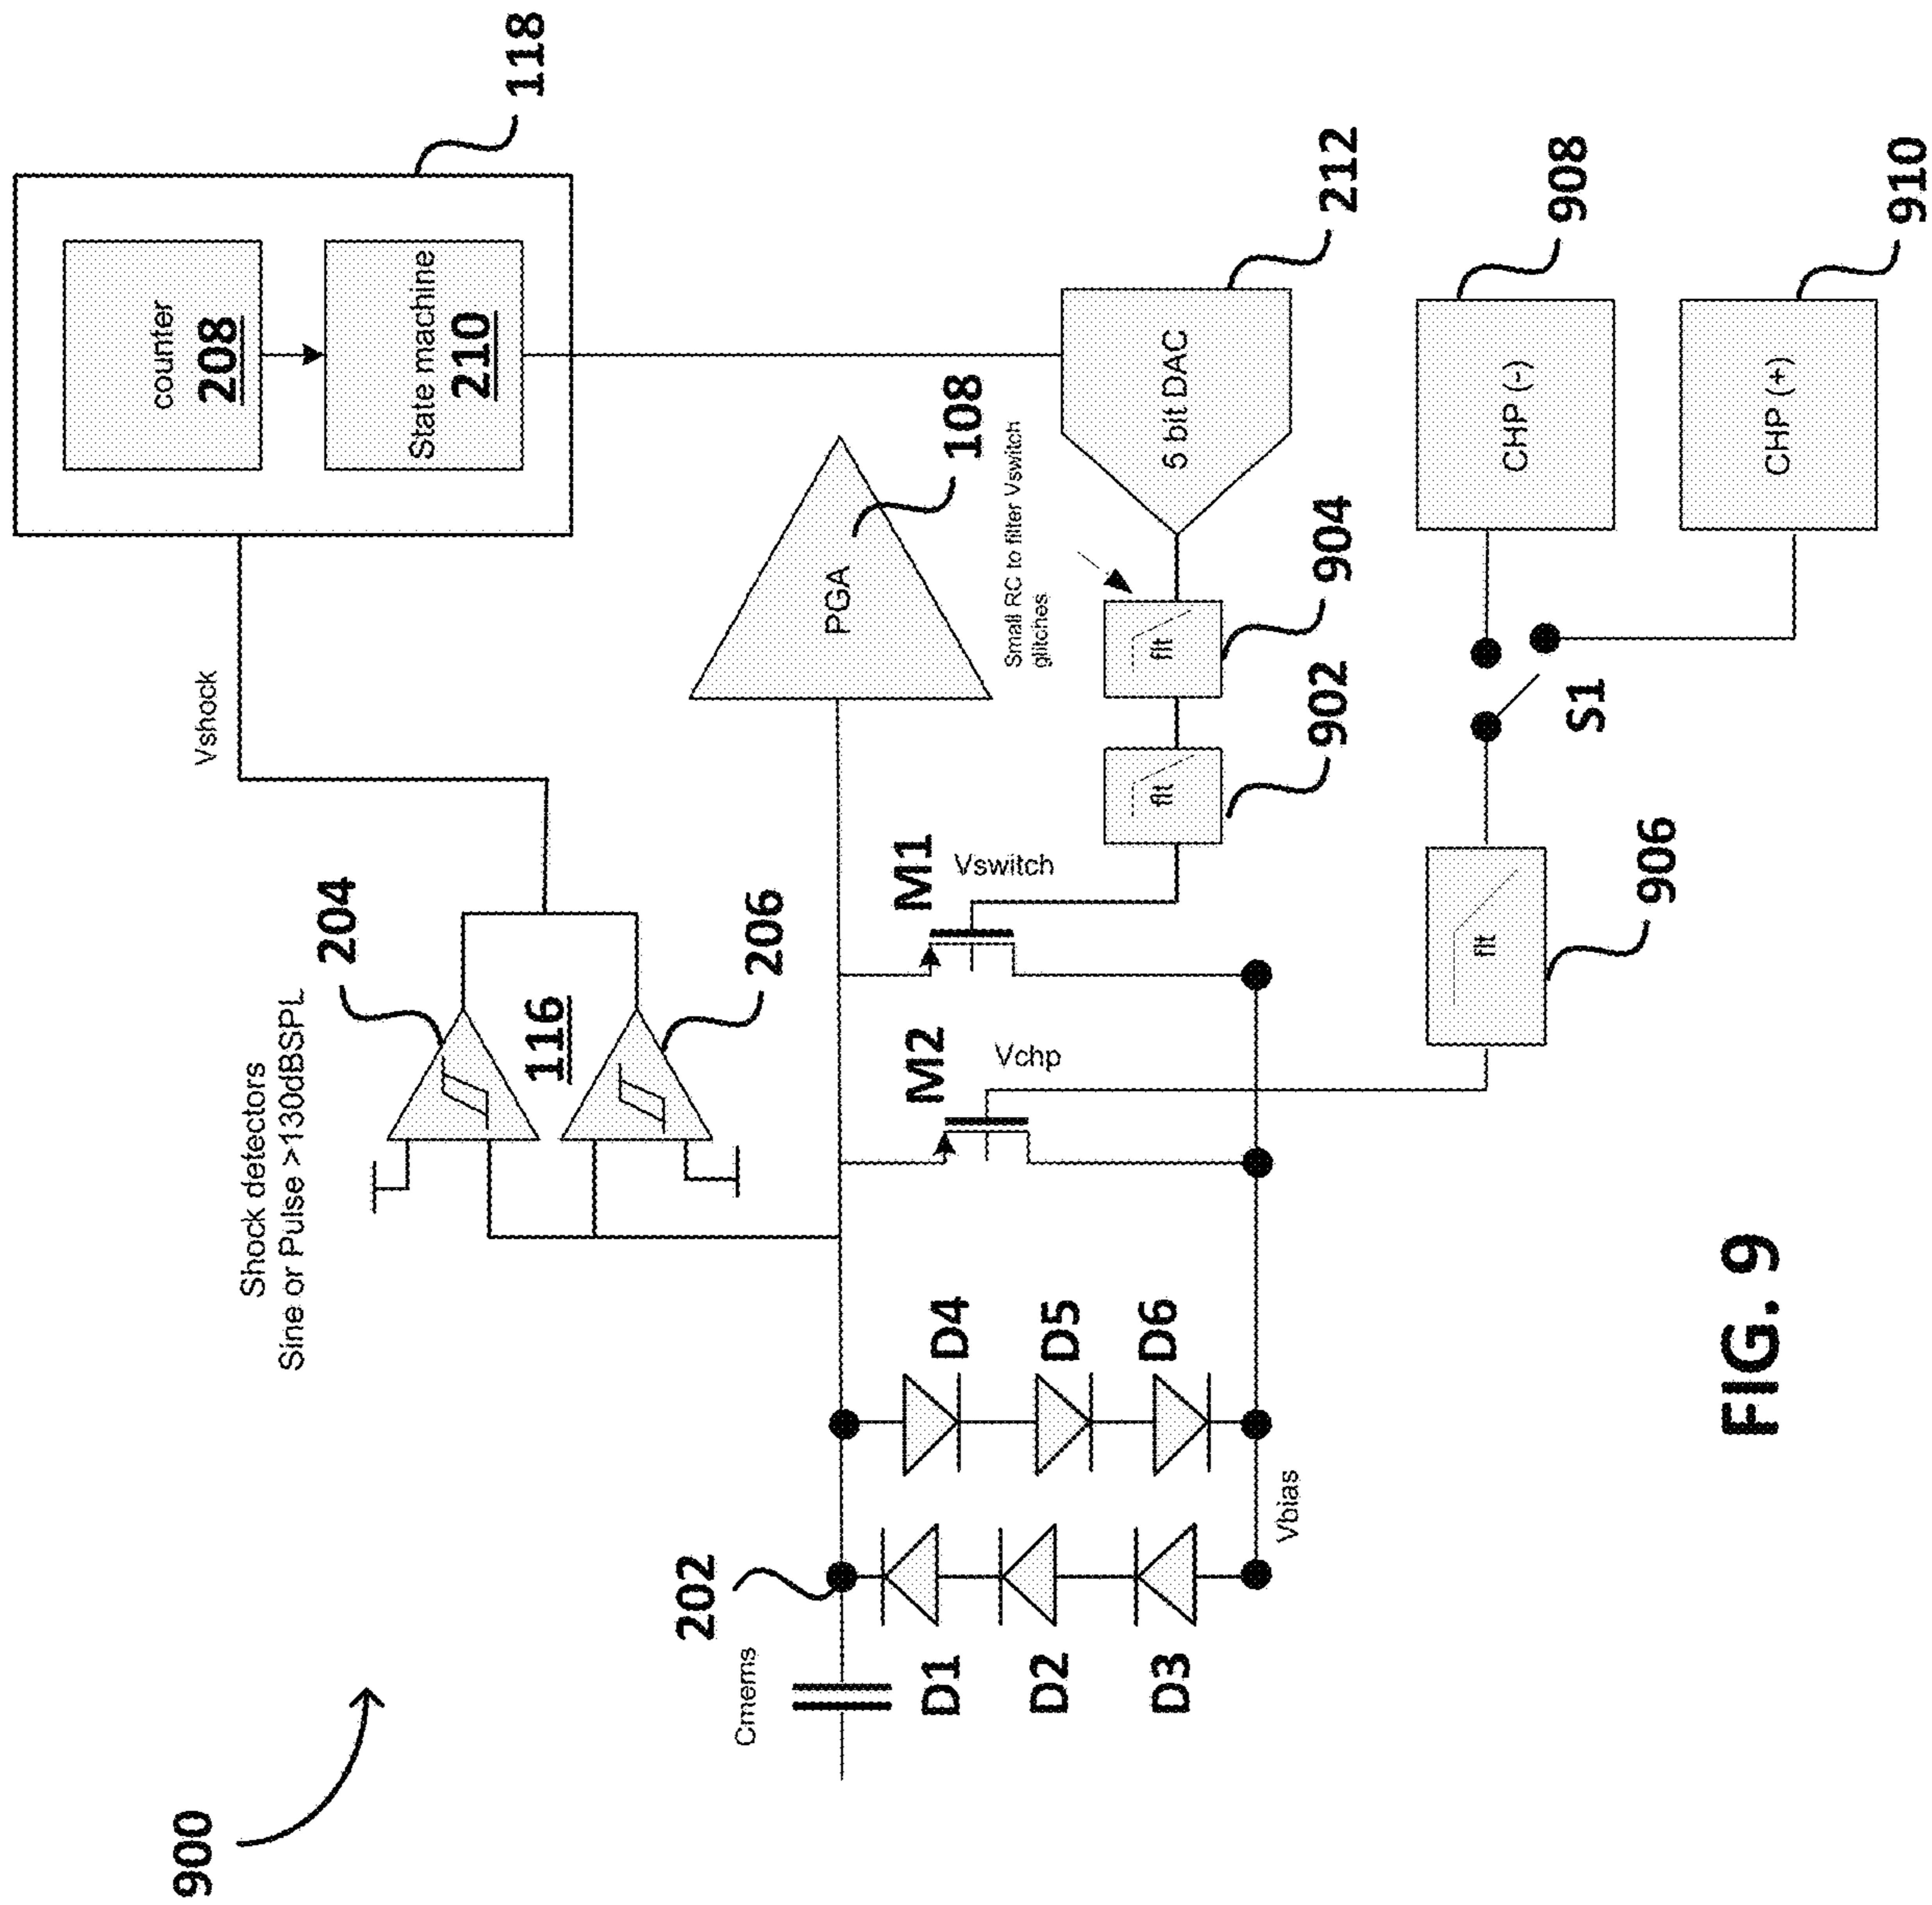 900
Shock detectors
Sine or Pulse >130dBSPL
204
116
206
Vshock
counter
208
State machine
210
118
Cmems
202
PGA
108
D1
D2
D3
D4
D5
D6
Vbias
M2
Vchp
M1
Vswitch
Small RC to filter Vswitch
glitches
flt
902
flt
904
5 bit DAC
212
flt
906
S1
CHP (-)
908
CHP (+)
910
FIG. 9